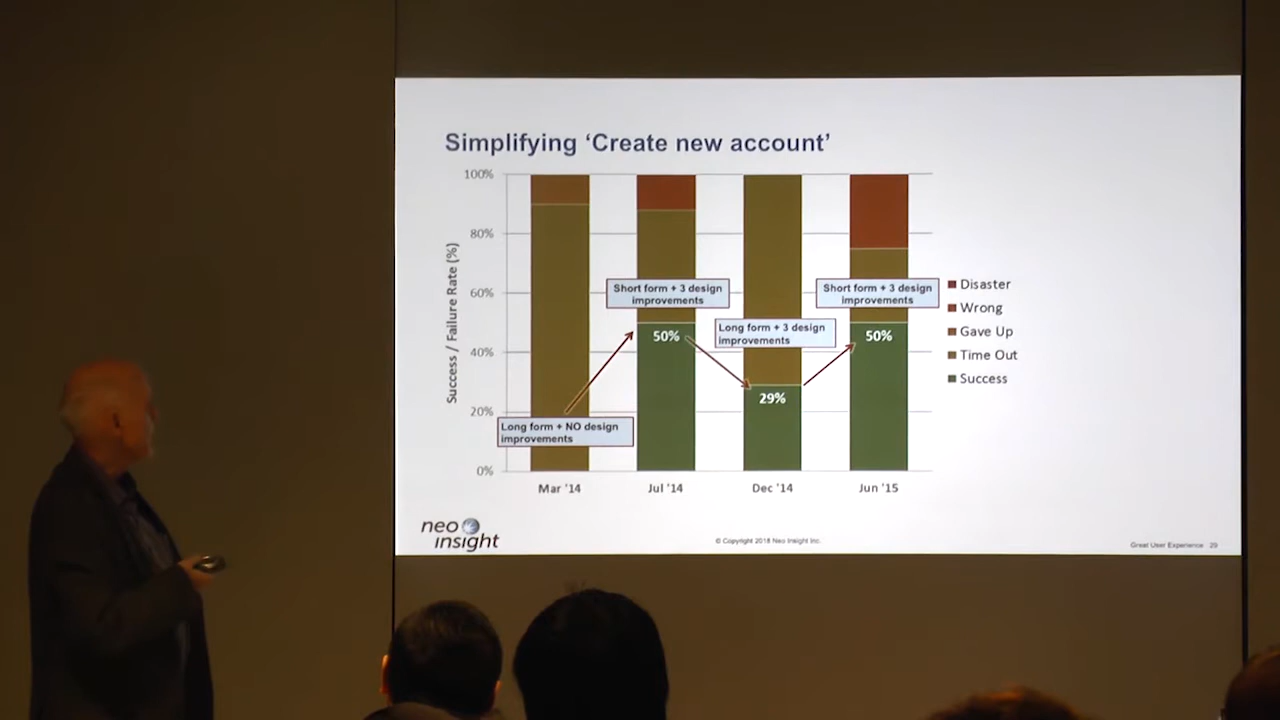 Simplifying ‘Create new account’
Success / Failure Rate (%)
100%
80%
60%
40%
20%
0%
Short form + 3 design
improvements
Short form + 3 design
improvements
Long form + 3 design
improvements
Long form + NO design
improvements
50%
29%
50%
Mar '14
Jul '14
Dec '14
Jun '15
Disaster
Wrong
Gave Up
Time Out
Success
neo
insight
© Copyright 2018 Neo Insight Inc.
Great User Experience 29